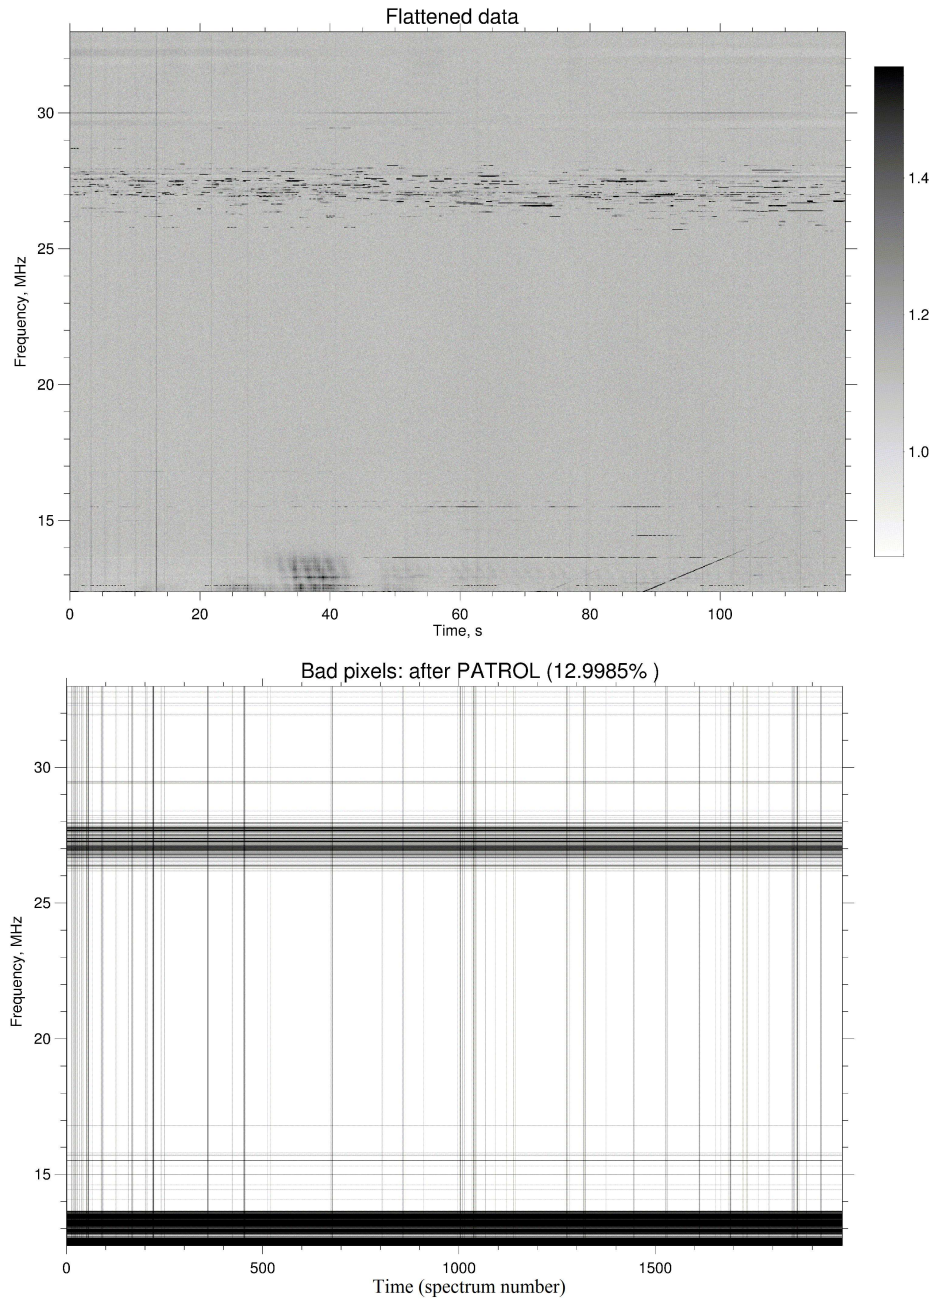 Flattened data
30
25
20
15
Frequency, MHz
0 20 40 60 80 100
Time, s
1.4
1.2
1.0
Bad pixels: after PATROL (12.9985% )
30
25
20
15
Frequency, MHz
0 500 1000 1500
Time (spectrum number)